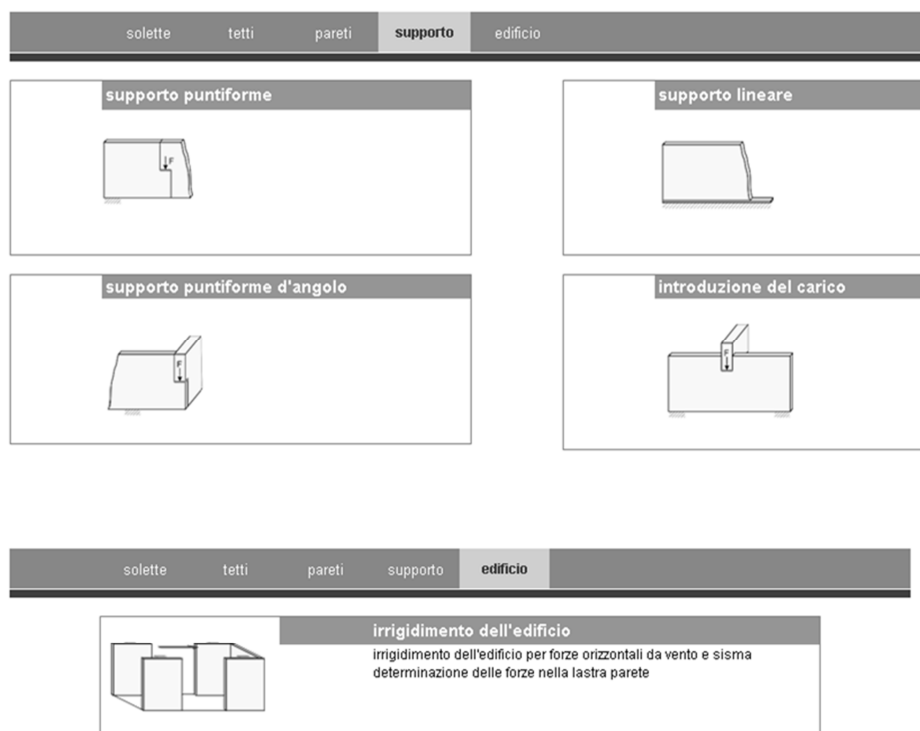 solette tetti pareti supporto edificio
supporto puntiforme
F
supporto lineare
supporto puntiforme d'angolo
F
introduzione del carico
F
solette tetti pareti supporto edificio
irrigidimento dell'edificio
irrigidimento dell'edificio per forze orizzontali da vento e sisma
determinazione delle forze nella lastra parete